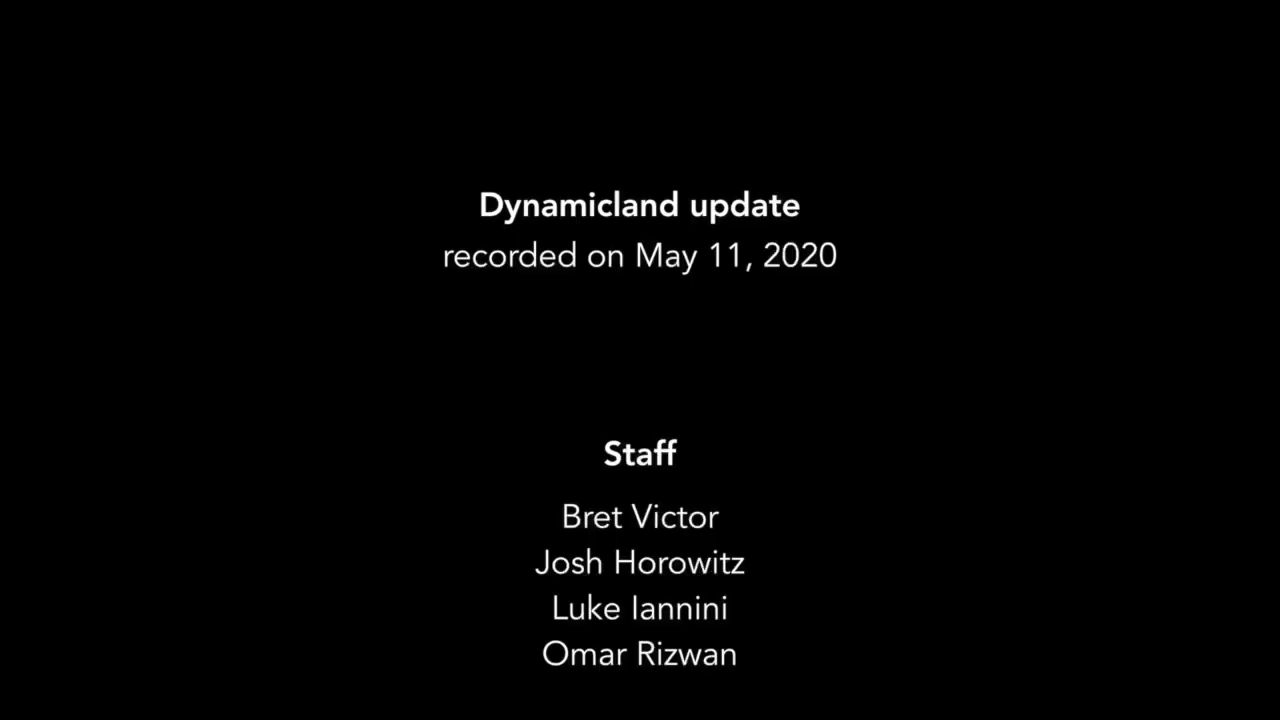 Dynamicland update
recorded on May 11, 2020
Staff
Bret Victor
Josh Horowitz
Luke Iannini
Omar Rizwan